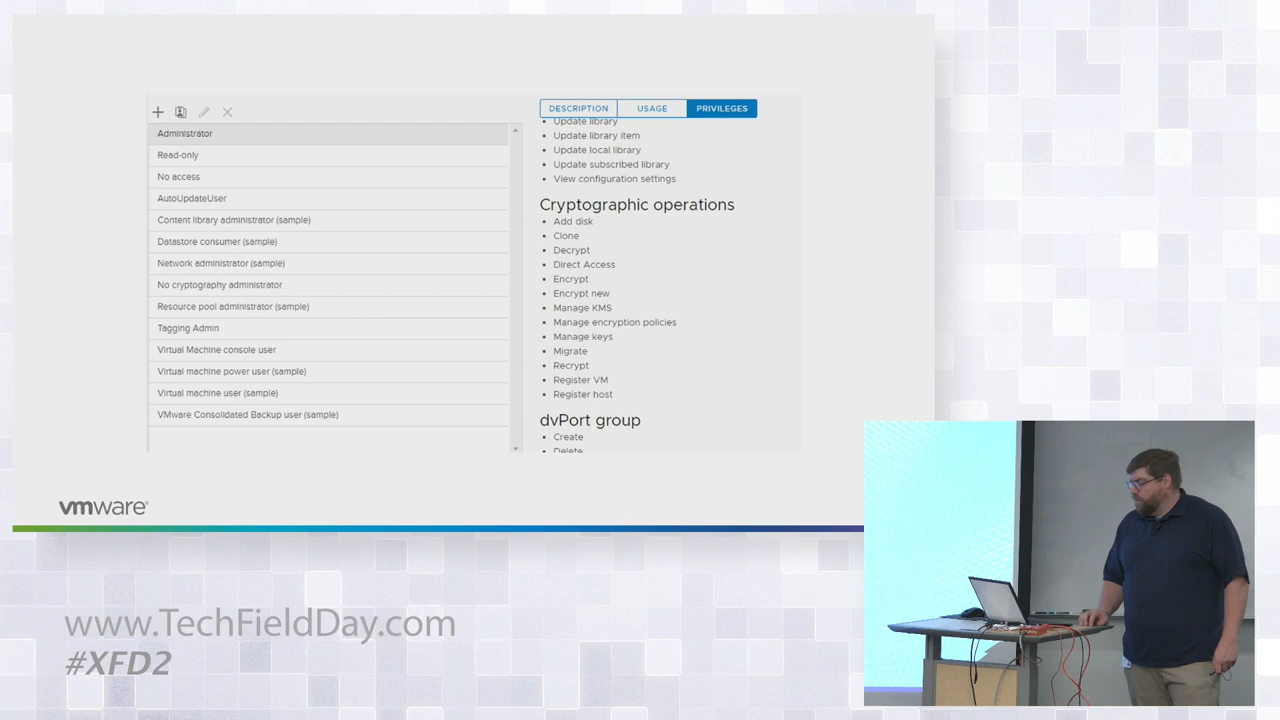 DESCRIPTION USAGE PRIVILEGES
Administrator
Read-only
No access
AutoUpdateUser
Content library administrator (sample)
Datastore consumer (sample)
Network administrator (sample)
No cryptography administrator
Resource pool administrator (sample)
Tagging Admin
Virtual Machine console user
Virtual machine power user (sample)
Virtual machine user (sample)
VMware Consolidated Backup user (sample)
• Update library
• Update library item
• Update local library
• Update subscribed library
• View configuration settings
Cryptographic operations
• Add disk
• Clone
• Decrypt
• Direct Access
• Encrypt
• Encrypt new
• Manage KMS
• Manage encryption policies
• Manage keys
• Migrate
• Recrypt
• Register VM
• Register host
dvPort group
• Create
• Delete
vmware®
www.TechFieldDay.com
#XFD2